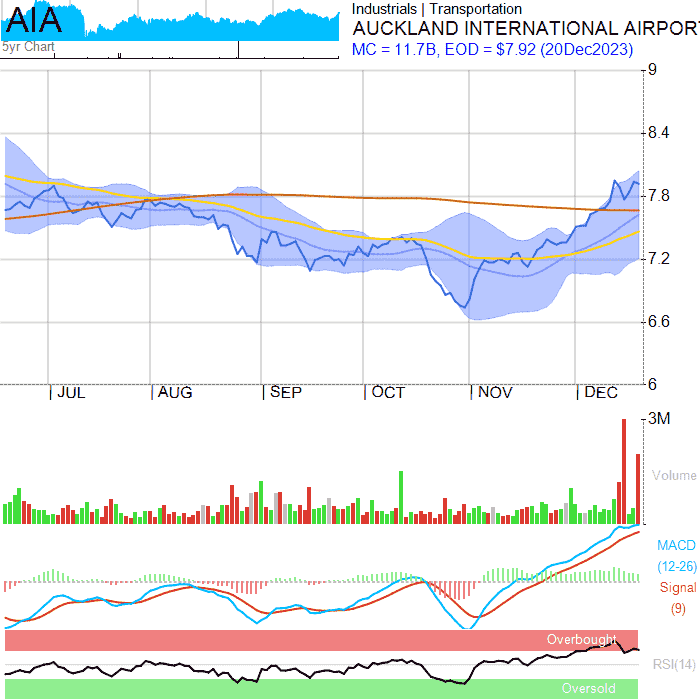 AIA
5yr Chart
Industrials | Transportation
AUCKLAND INTERNATIONAL AIRPORT
MC = 11.7B, EOD = $7.92 (20Dec2023)
9
8.4
7.8
7.2
6.6
6
JUL
AUG
SEP
OCT
NOV
DEC
3M
Volume
MACD
(12-26)
Signal
(9)
Overbought
RSI(14)
Oversold